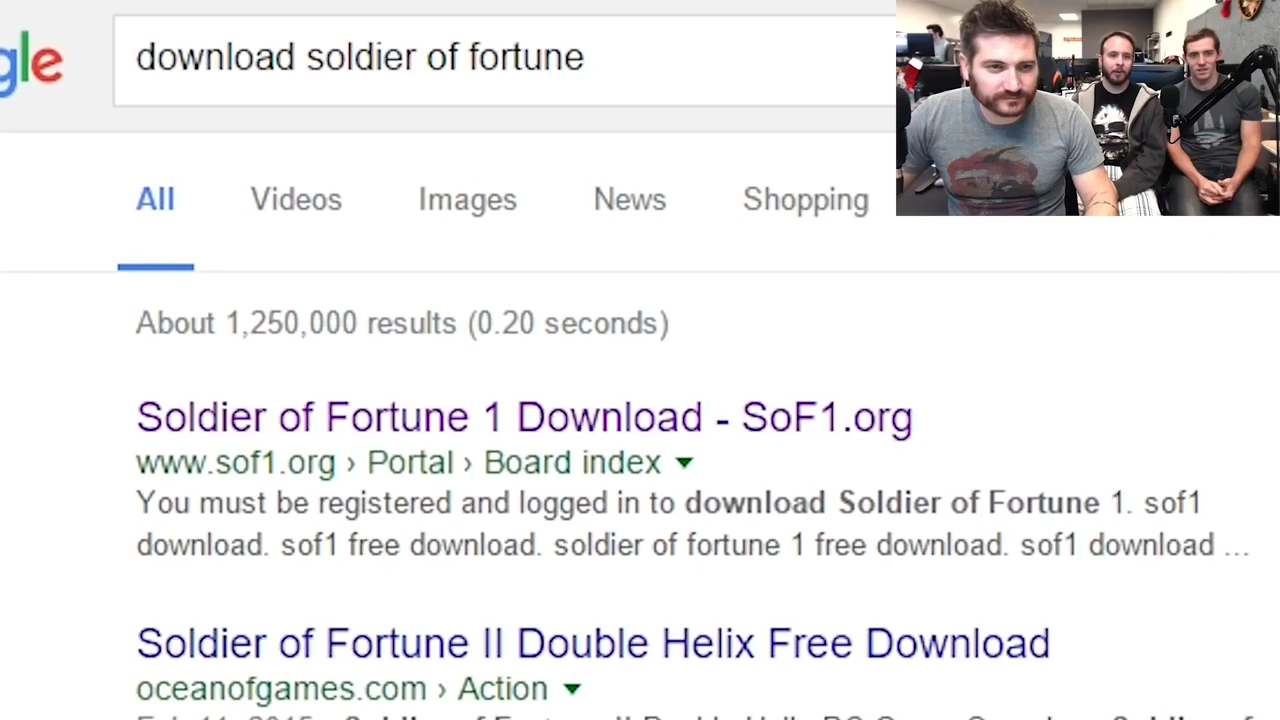 gle
download soldier of fortune
All Videos Images News Shopping
About 1,250,000 results (0.20 seconds)
Soldier of Fortune 1 Download - SoF1.org
www.sof1.org › Portal › Board index
You must be registered and logged in to download Soldier of Fortune 1. sof1
download. sof1 free download. soldier of fortune 1 free download. sof1 download ...
Soldier of Fortune II Double Helix Free Download
oceanofgames.com › Action